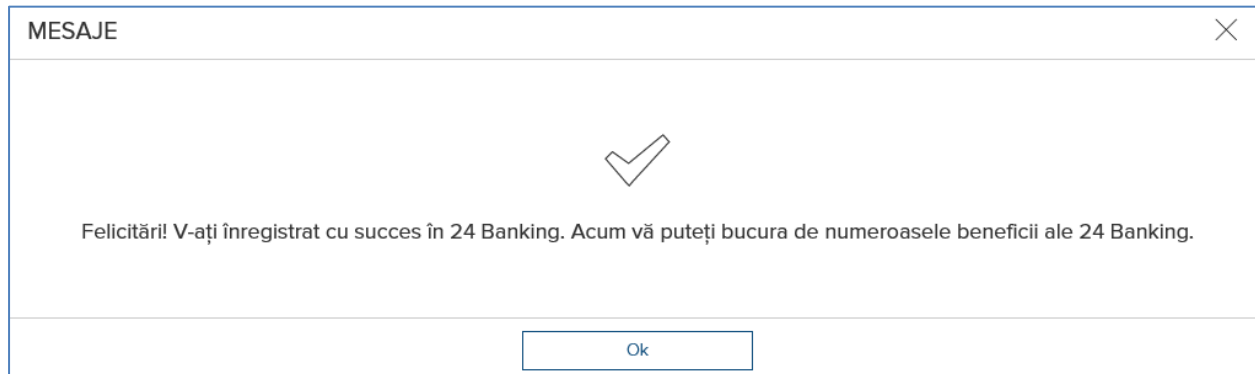 MESAJE
Felicitări! V-ați înregistrat cu succes în 24 Banking. Acum vă puteți bucura de numeroasele beneficii ale 24 Banking.
Ok